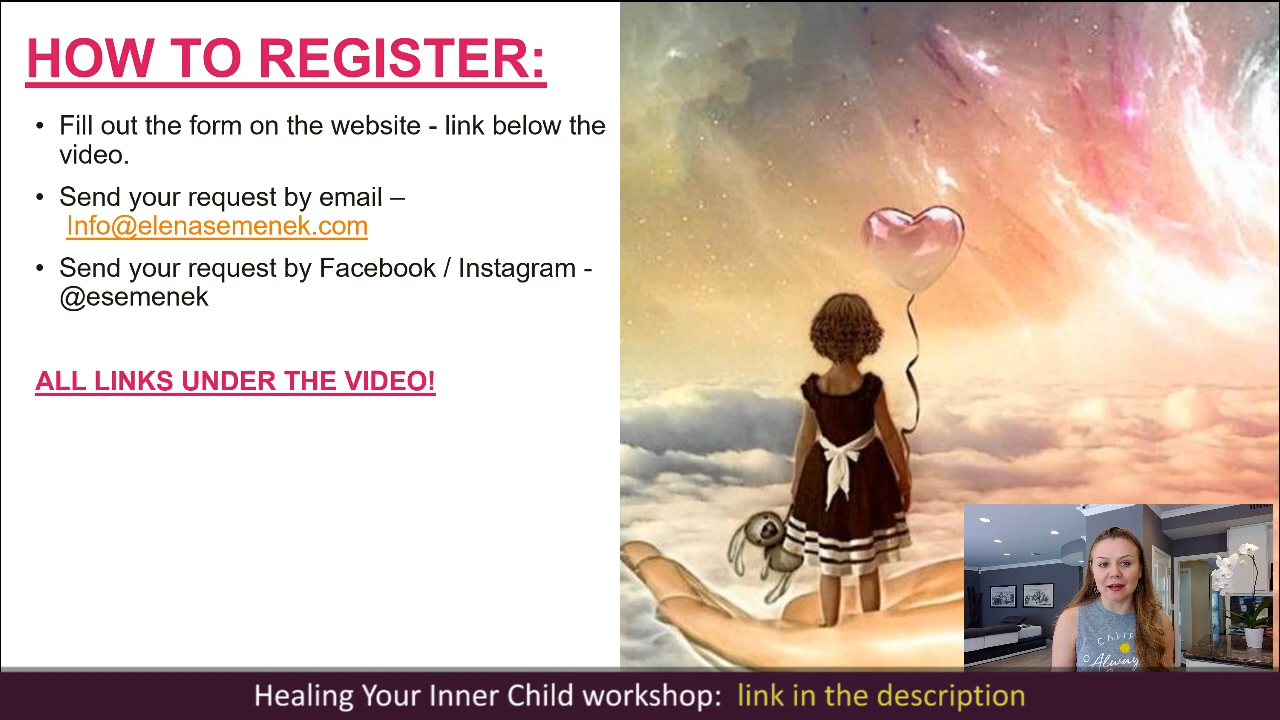 HOW TO REGISTER:
• Fill out the form on the website - link below the
video.
• Send your request by email –
Info@elenasemenek.com
• Send your request by Facebook / Instagram -
@esemenek
ALL LINKS UNDER THE VIDEO!
CALIF
Always
Healing Your Inner Child workshop: link in the description